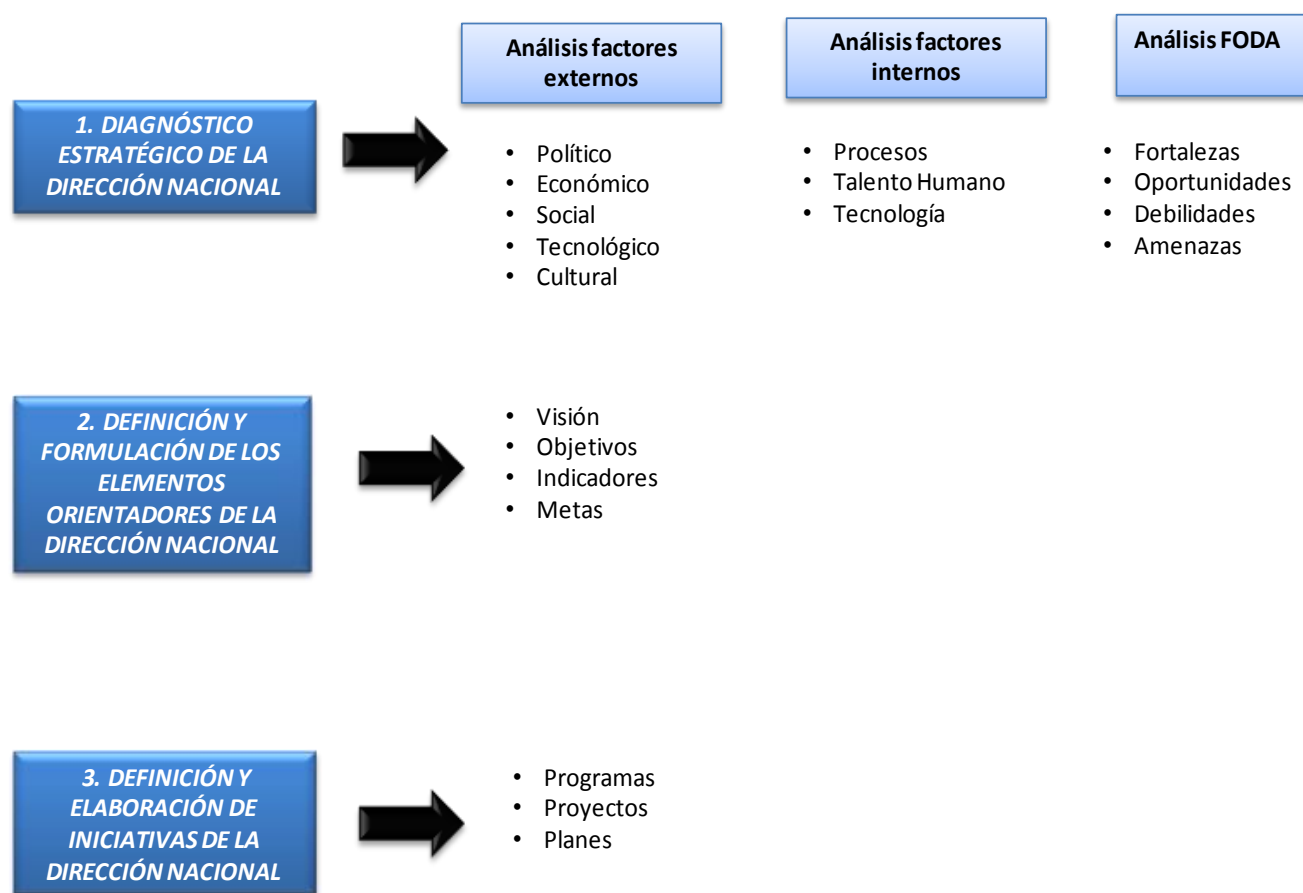 Análisis factores
externos
Análisis factores
internos
Análisis FODA
1. DIAGNÓSTICO
ESTRATÉGICO DE LA
DIRECCIÓN NACIONAL
• Político
• Económico
• Social
• Tecnológico
• Cultural
• Procesos
• Talento Humano
• Tecnología
• Fortalezas
• Oportunidades
• Debilidades
• Amenazas
2. DEFINICIÓN Y
FORMULACIÓN DE LOS
ELEMENTOS
ORIENTADORES DE LA
DIRECCIÓN NACIONAL
• Visión
• Objetivos
• Indicadores
• Metas
3. DEFINICIÓN Y
ELABORACIÓN DE
INICIATIVAS DE LA
DIRECCIÓN NACIONAL
• Programas
• Proyectos
• Planes